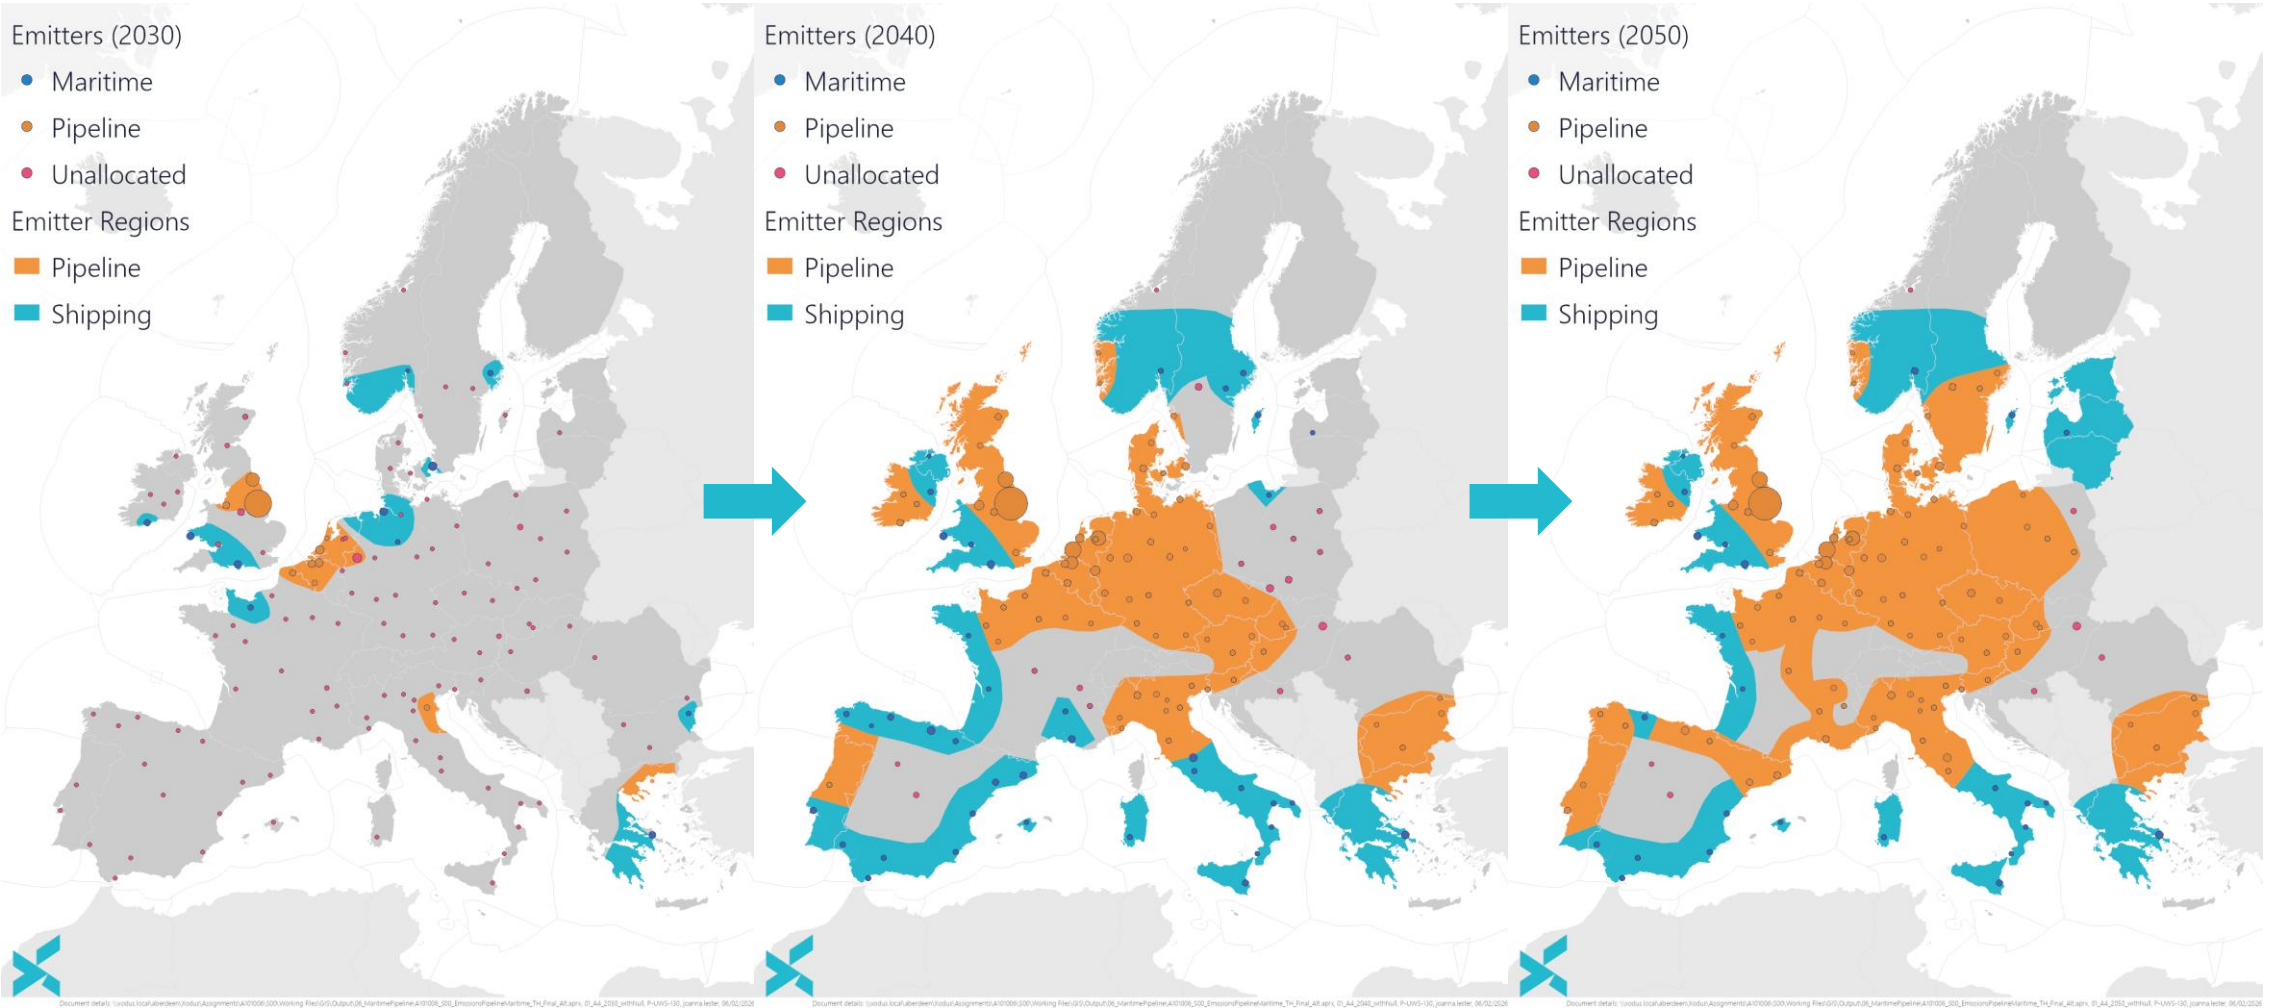 Emitters (2030)
Maritime
Pipeline
Unallocated
Emitter Regions
Pipeline
Shipping
Emitters (2040)
Maritime
Pipeline
Unallocated
Emitter Regions
Pipeline
Shipping
Emitters (2050)
Maritime
Pipeline
Unallocated
Emitter Regions
Pipeline
Shipping